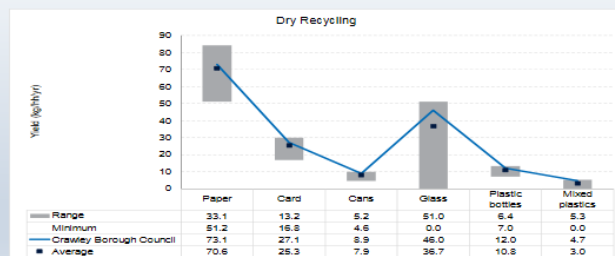 Dry Recycling
Yield (kg/hh/yr)
90
80
70
60
50
40
30
20
10
0
Paper Card Cans Glass Plastic bottles Mixed plastics
Range 33.1 13.2 5.2 51.0 6.4 5.3
Minimum 51.2 16.8 4.6 0.0 7.0 0.0
Crawley Borough Council 73.1 27.1 8.9 46.0 12.0 4.7
Average 70.6 25.3 7.9 36.7 10.8 3.0